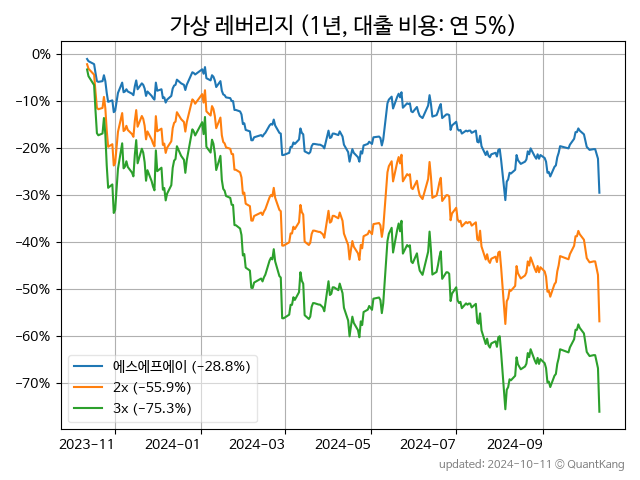 가상 레버리지 (1년, 대출 비용: 연 5%)
0%
−10%
−20%
−30%
−40%
−50%
−60%
−70%
에스에프에이 (−28.8%)
2x (−55.9%)
3x (−75.3%)
2023-11 2024-01 2024-03 2024-05 2024-07 2024-09
updated: 2024-10-11 © QuantKang